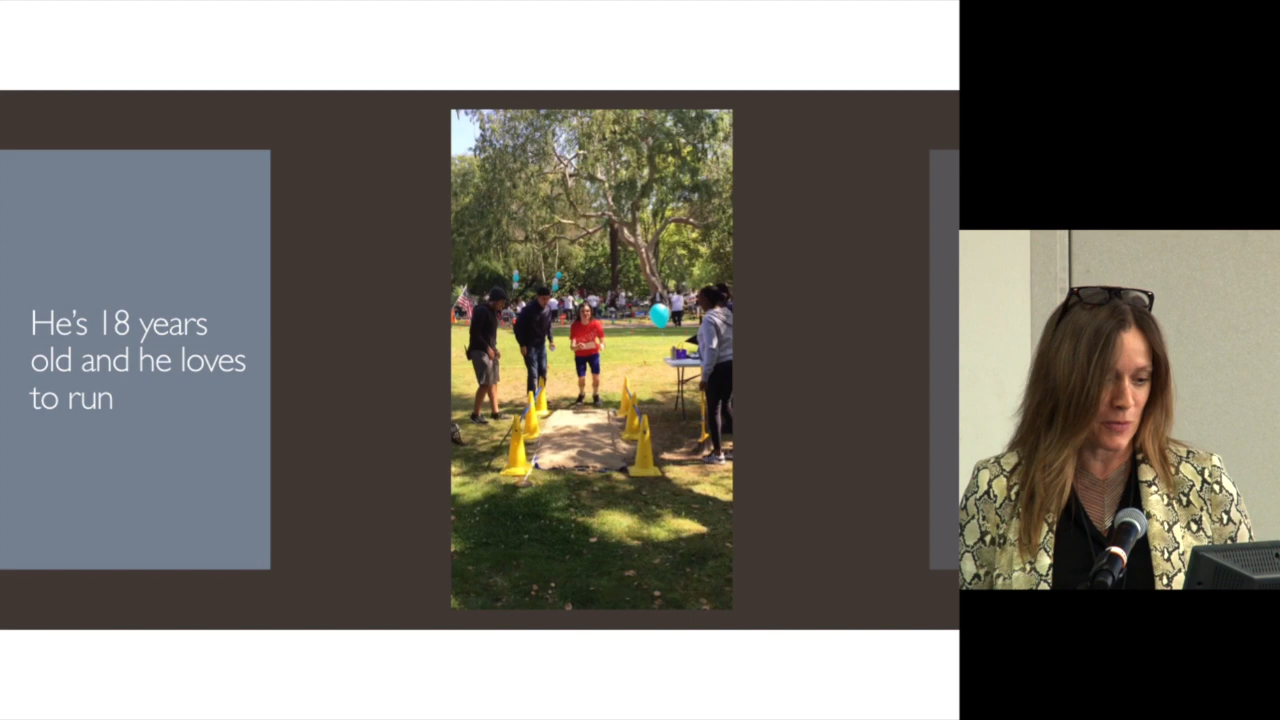 He’s 18 years
old and he loves
to run